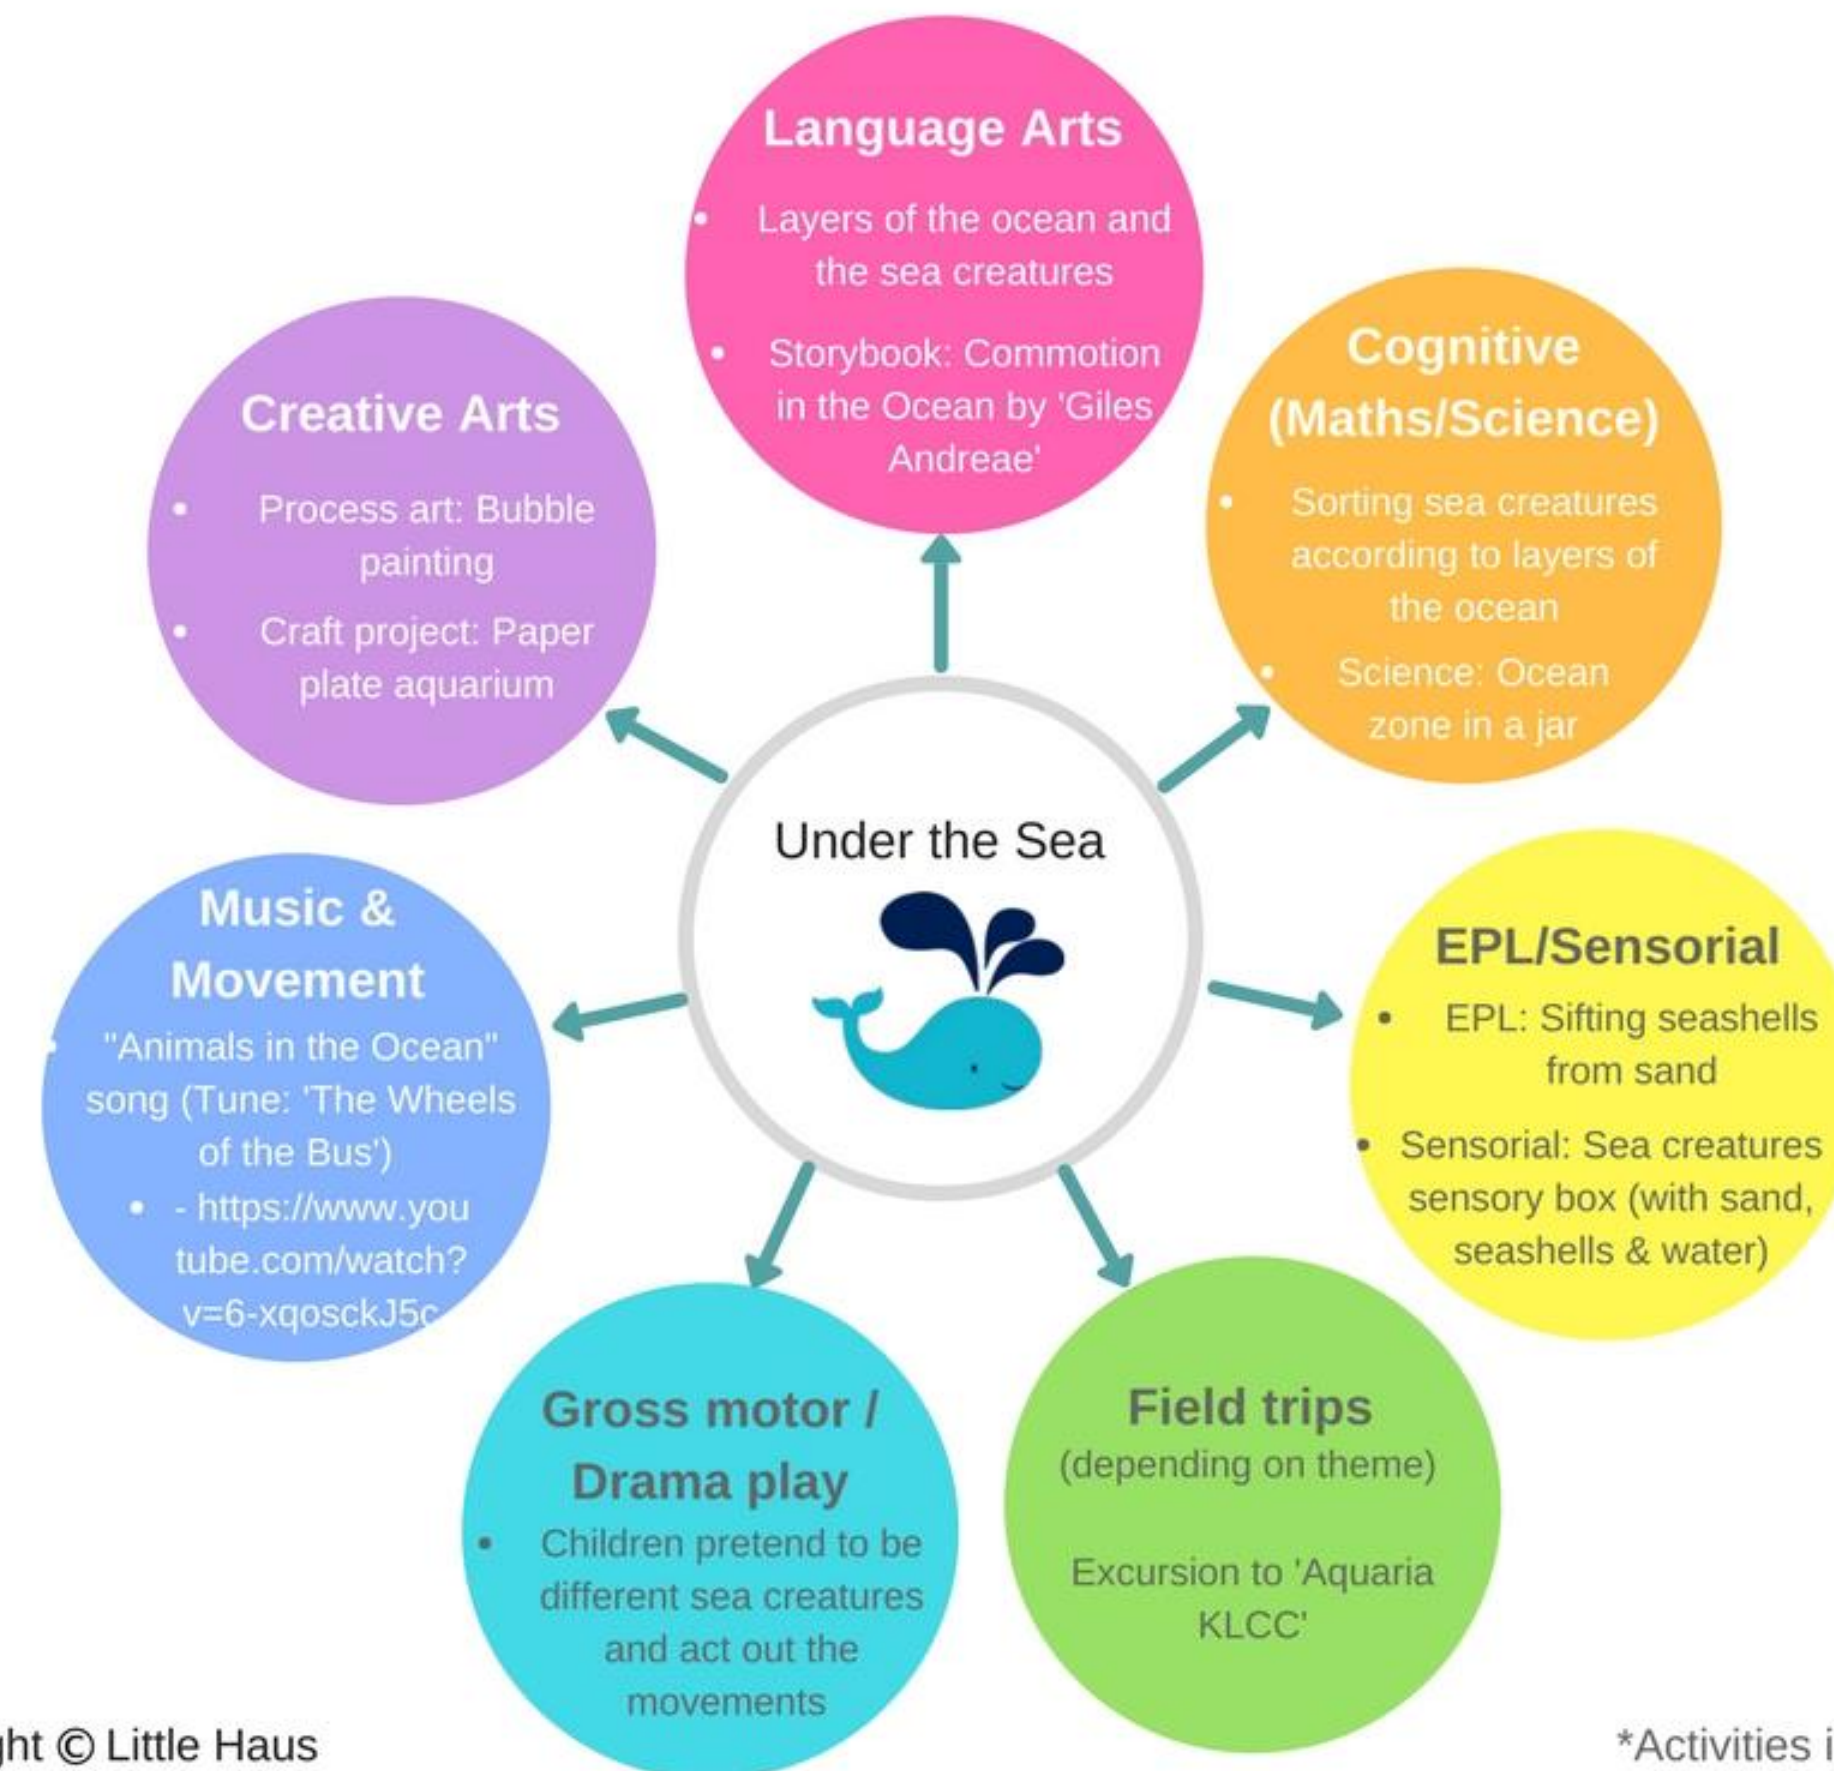 Language Arts
• Layers of the ocean and
the sea creatures
• Storybook: Commotion
in the Ocean by 'Giles
Andreae'
Cognitive
(Maths/Science)
• Sorting sea creatures
according to layers of
the ocean
• Science: Ocean
zone in a jar
Creative Arts
• Process art: Bubble
painting
• Craft project: Paper
plate aquarium
Under the Sea
Music &
Movement
• "Animals in the Ocean"
song (Tune: 'The Wheels
of the Bus')
• - https://www.you
tube.com/watch?
v=6-xqosckJ5c
EPL/Sensorial
• EPL: Sifting seashells
from sand
• Sensorial: Sea creatures
sensory box (with sand,
seashells & water)
Gross motor /
Drama play
• Children pretend to be
different sea creatures
and act out the
movements
Field trips
(depending on theme)
Excursion to 'Aquaria
KLCC'
ght © Little Haus
*Activities i